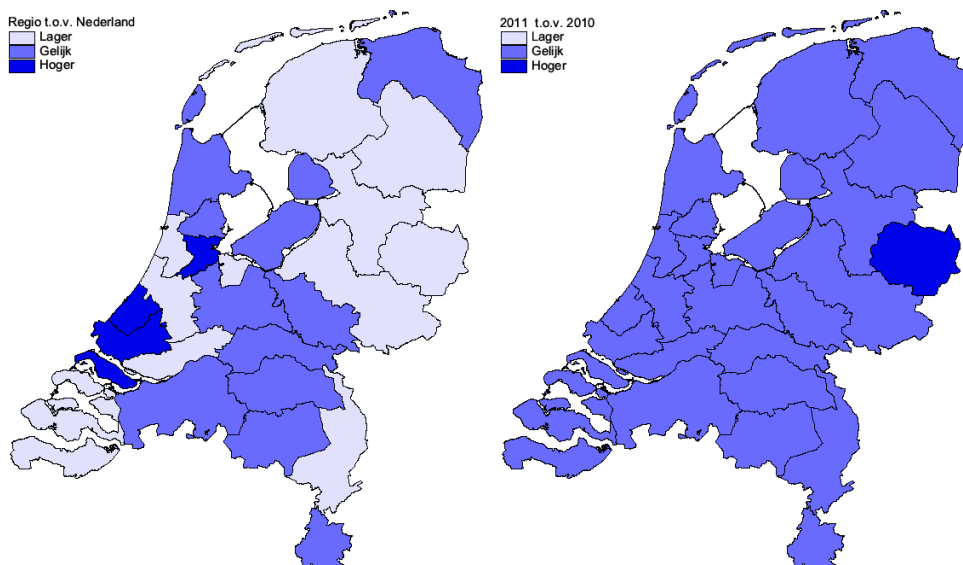 Regio t.o.v. Nederland
Lager
Gelijk
Hoger
2011 t.o.v. 2010
Lager
Gelijk
Hoger